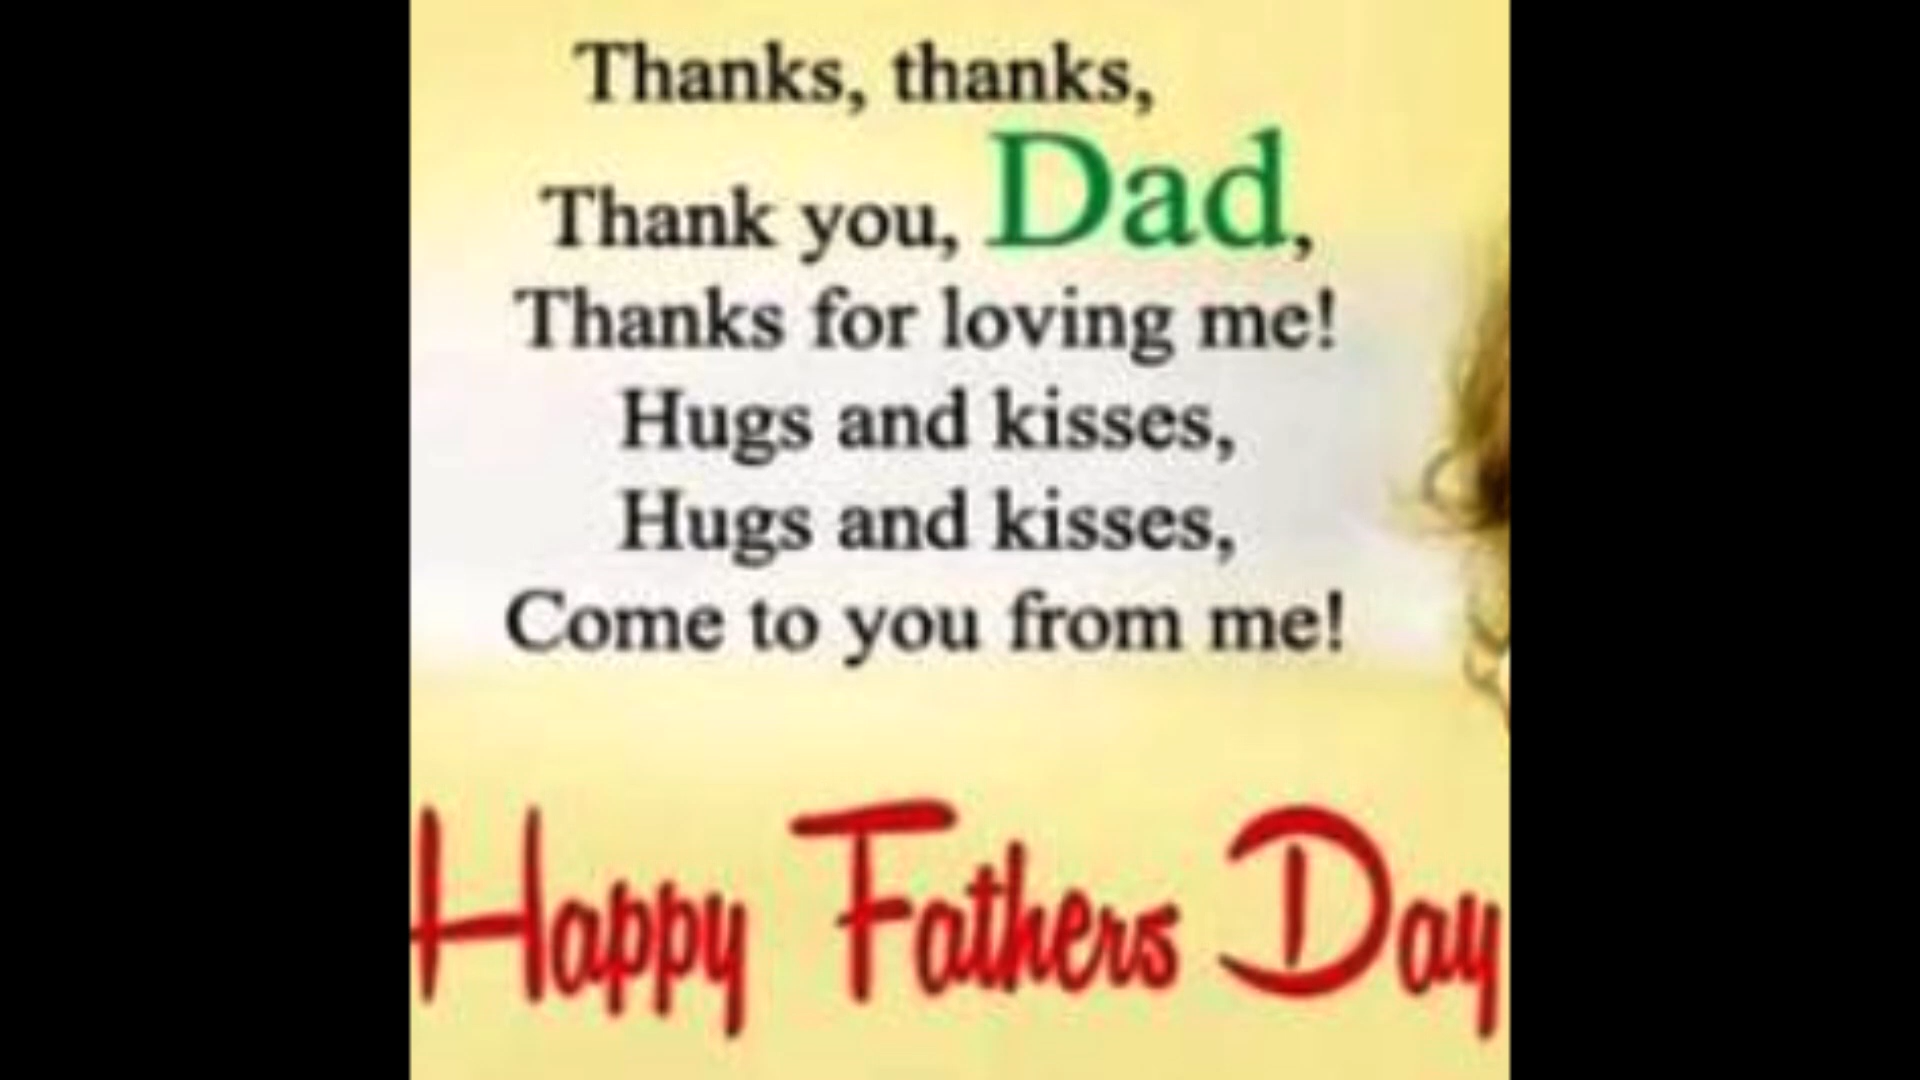 Thanks, thanks,
Thank you, Dad,
Thanks for loving me!
Hugs and kisses,
Hugs and kisses,
Come to you from me!
Happy Fathers Day